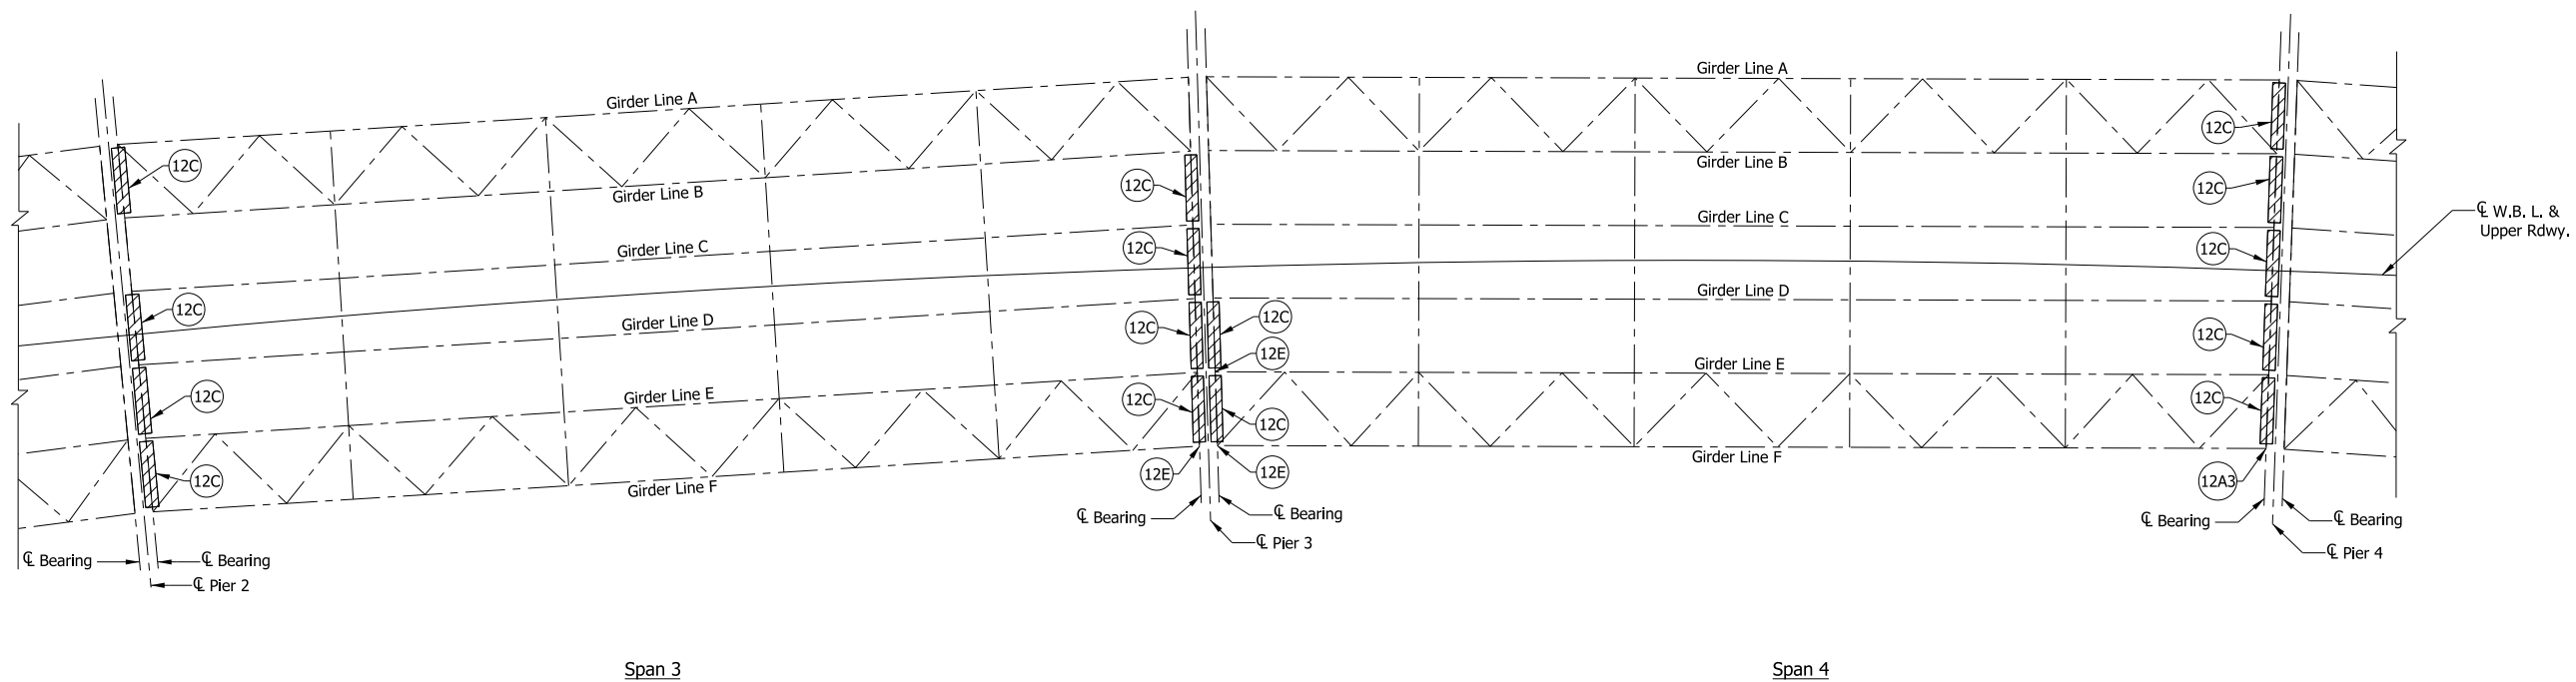 Girder Line A
Girder Line B
Girder Line C
Girder Line D
Girder Line E
Girder Line F
12C
12C
12C
12C
℄ Bearing
℄ Bearing
℄ Pier 2
12C
12C
12C
12C
12E
12C
12E
12C
12E
℄ Bearing
℄ Bearing
℄ Pier 3
Girder Line A
Girder Line B
Girder Line C
Girder Line D
Girder Line E
Girder Line F
12C
12C
12C
12C
12C
12A3
℄ Bearing
℄ Bearing
℄ Pier 4
℄ W.B. L. &
Upper Rdwy.
Span 3
Span 4